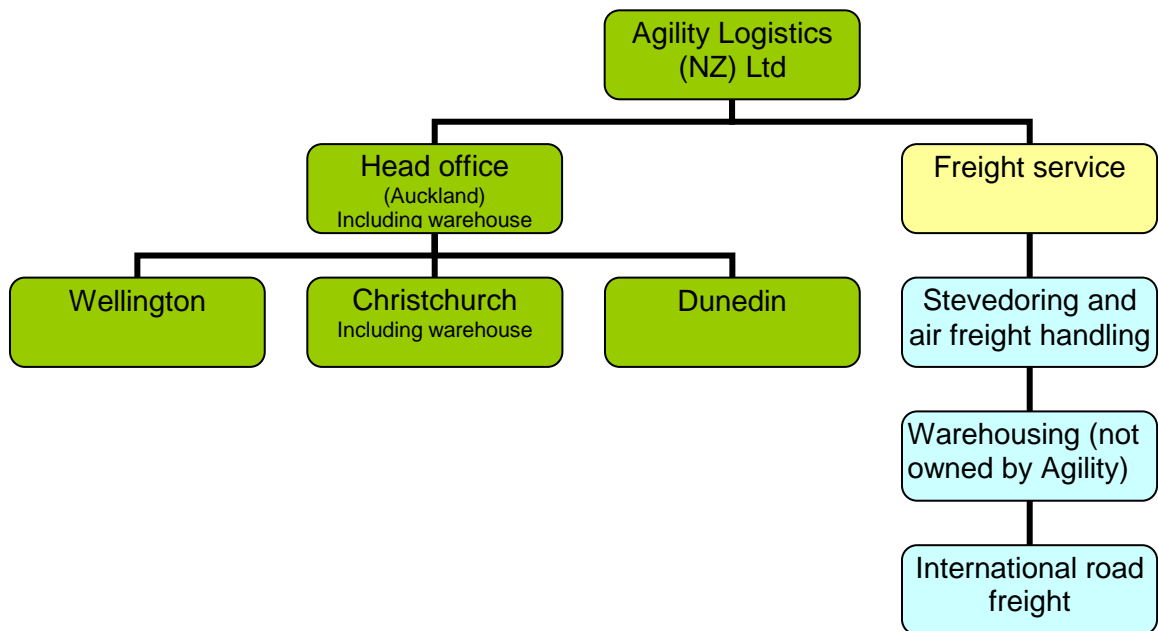 Agility Logistics
(NZ) Ltd
Head office
(Auckland)
Including warehouse
Freight service
Wellington
Christchurch
Including warehouse
Dunedin
Stevedoring and
air freight handling
Warehousing (not
owned by Agility)
International road
freight